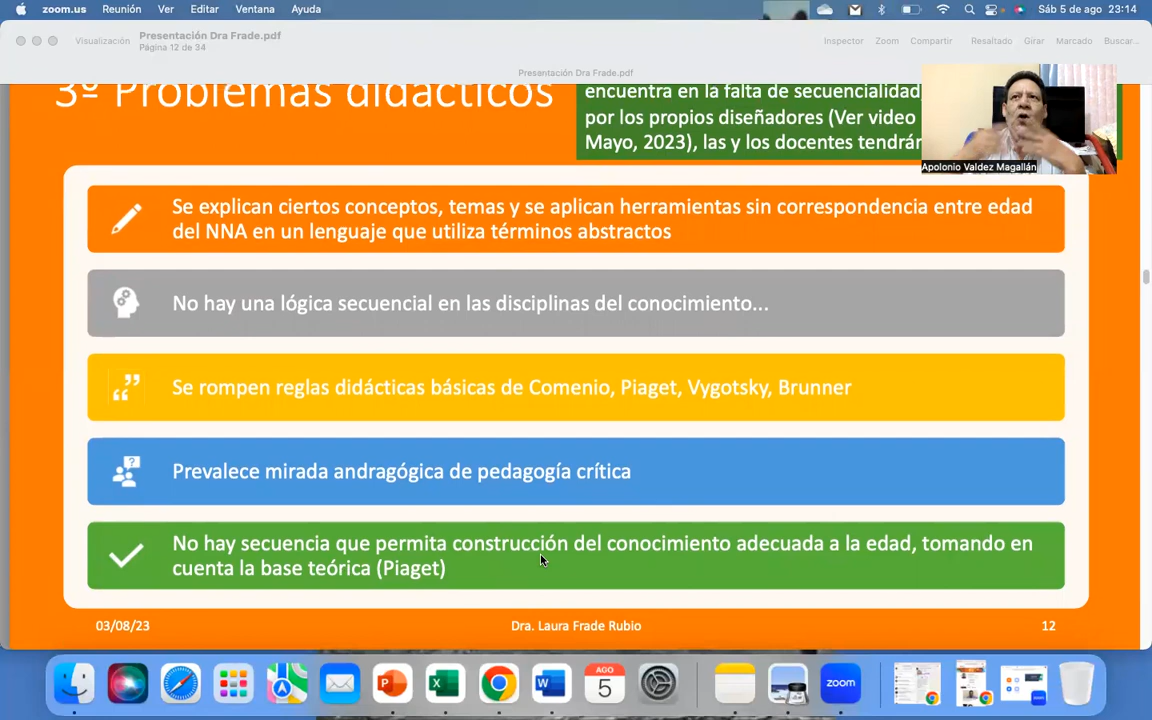 zoom.us Reunión Ver Editar Ventana Ayuda Sáb 5 de ago 23:14
Visualización Presentación Dra Frade.pdf Inspector Zoom Compartir Resaltado Girar Marcado Buscar...
Página 12 de 34
Presentación Dra Frade.pdf
3º Problemas didácticos
encuentra en la falta de secuencialidad,
por los propios diseñadores (Ver video
Mayo, 2023), las y los docentes tendrán
Apolonio Valdez Magallán
Se explican ciertos conceptos, temas y se aplican herramientas sin correspondencia entre edad
del NNA en un lenguaje que utiliza términos abstractos
No hay una lógica secuencial en las disciplinas del conocimiento...
Se rompen reglas didácticas básicas de Comenio, Piaget, Vygotsky, Brunner
Prevalece mirada andragógica de pedagogía crítica
No hay secuencia que permita construcción del conocimiento adecuada a la edad, tomando en
cuenta la base teórica (Piaget)
03/08/23 Dra. Laura Frade Rubio 12
AGO
5
zoom